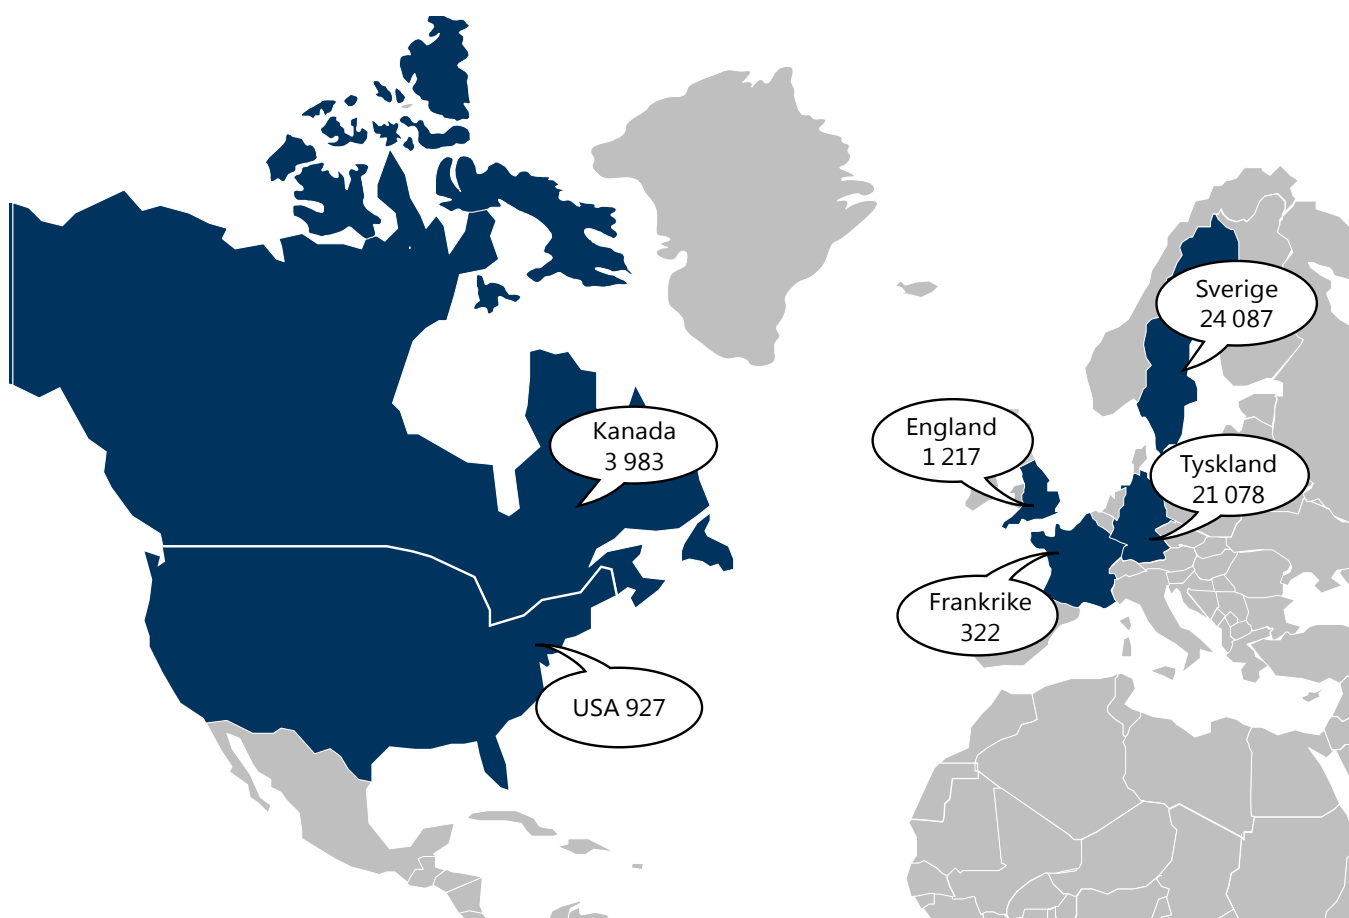 Sverige
24 087
England
1 217
Kanada
3 983
Tyskland
21 078
Frankrike
322
USA 927